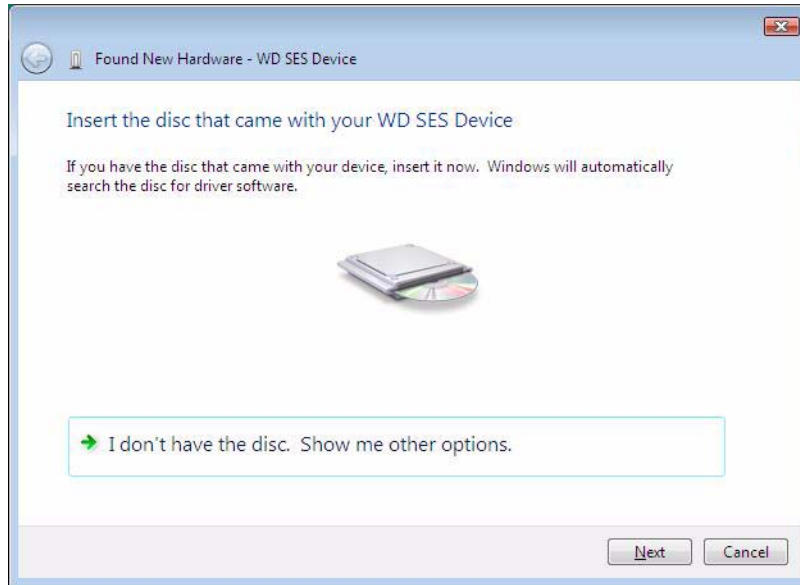 Found New Hardware - WD SES Device
Insert the disc that came with your WD SES Device
If you have the disc that came with your device, insert it now.  Windows will automatically
search the disc for driver software.
I don't have the disc.  Show me other options.
Next
Cancel